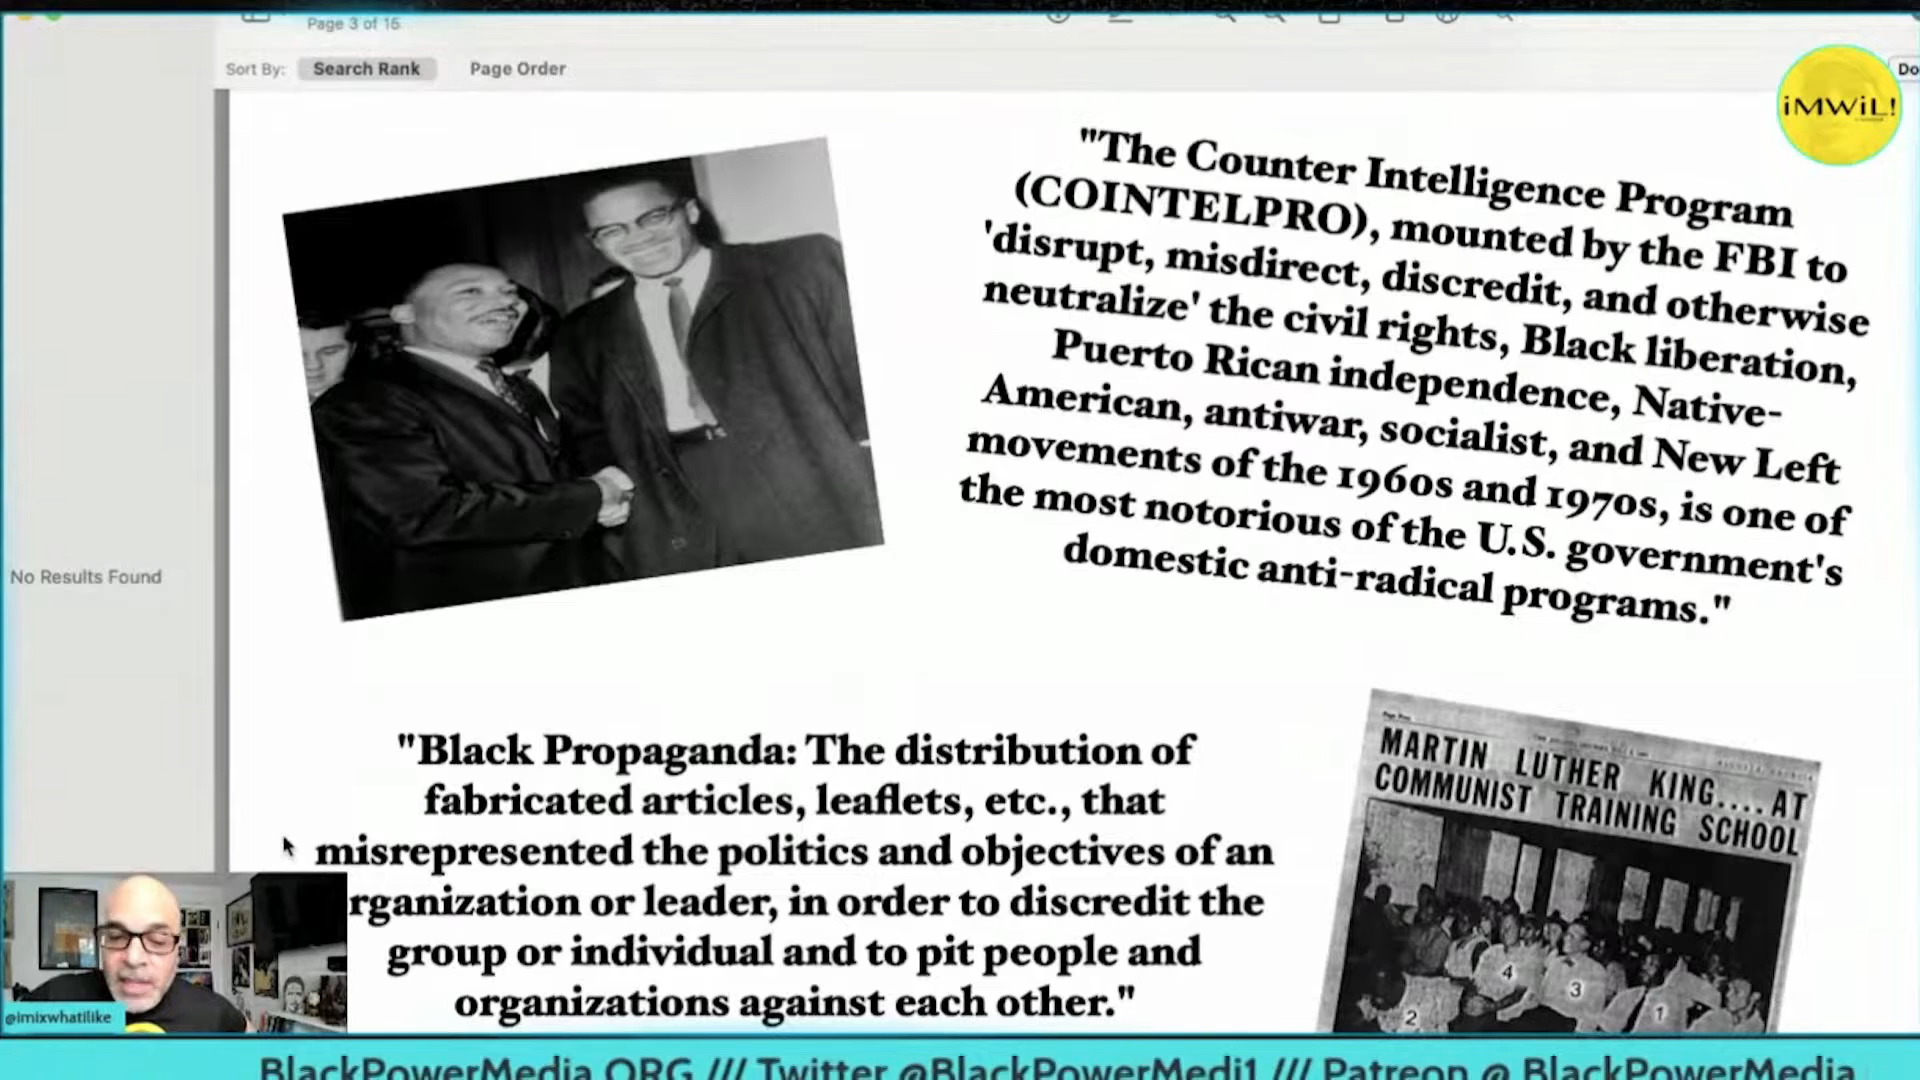 Page 3 of 16
Sort By: Search Rank Page Order
Do
iMWiL!
"The Counter Intelligence Program
(COINTELPRO), mounted by the FBI to
'disrupt, misdirect, discredit, and otherwise
neutralize' the civil rights, Black liberation,
Puerto Rican independence, Native-
American, antiwar, socialist, and New Left
movements of the 1960s and 1970s, is one of
the most notorious of the U.S. government's
domestic anti-radical programs."
No Results Found
"Black Propaganda: The distribution of
fabricated articles, leaflets, etc., that
misrepresented the politics and objectives of an
rganization or leader, in order to discredit the
group or individual and to pit people and
organizations against each other."
MARTIN LUTHER KING....AT
COMMUNIST TRAINING SCHOOL
4
3
1
2
@imixwhatilike
BlackPowerMedia.ORG /// Twitter @BlackPowerMedi1 /// Patreon @ BlackPowerMedia